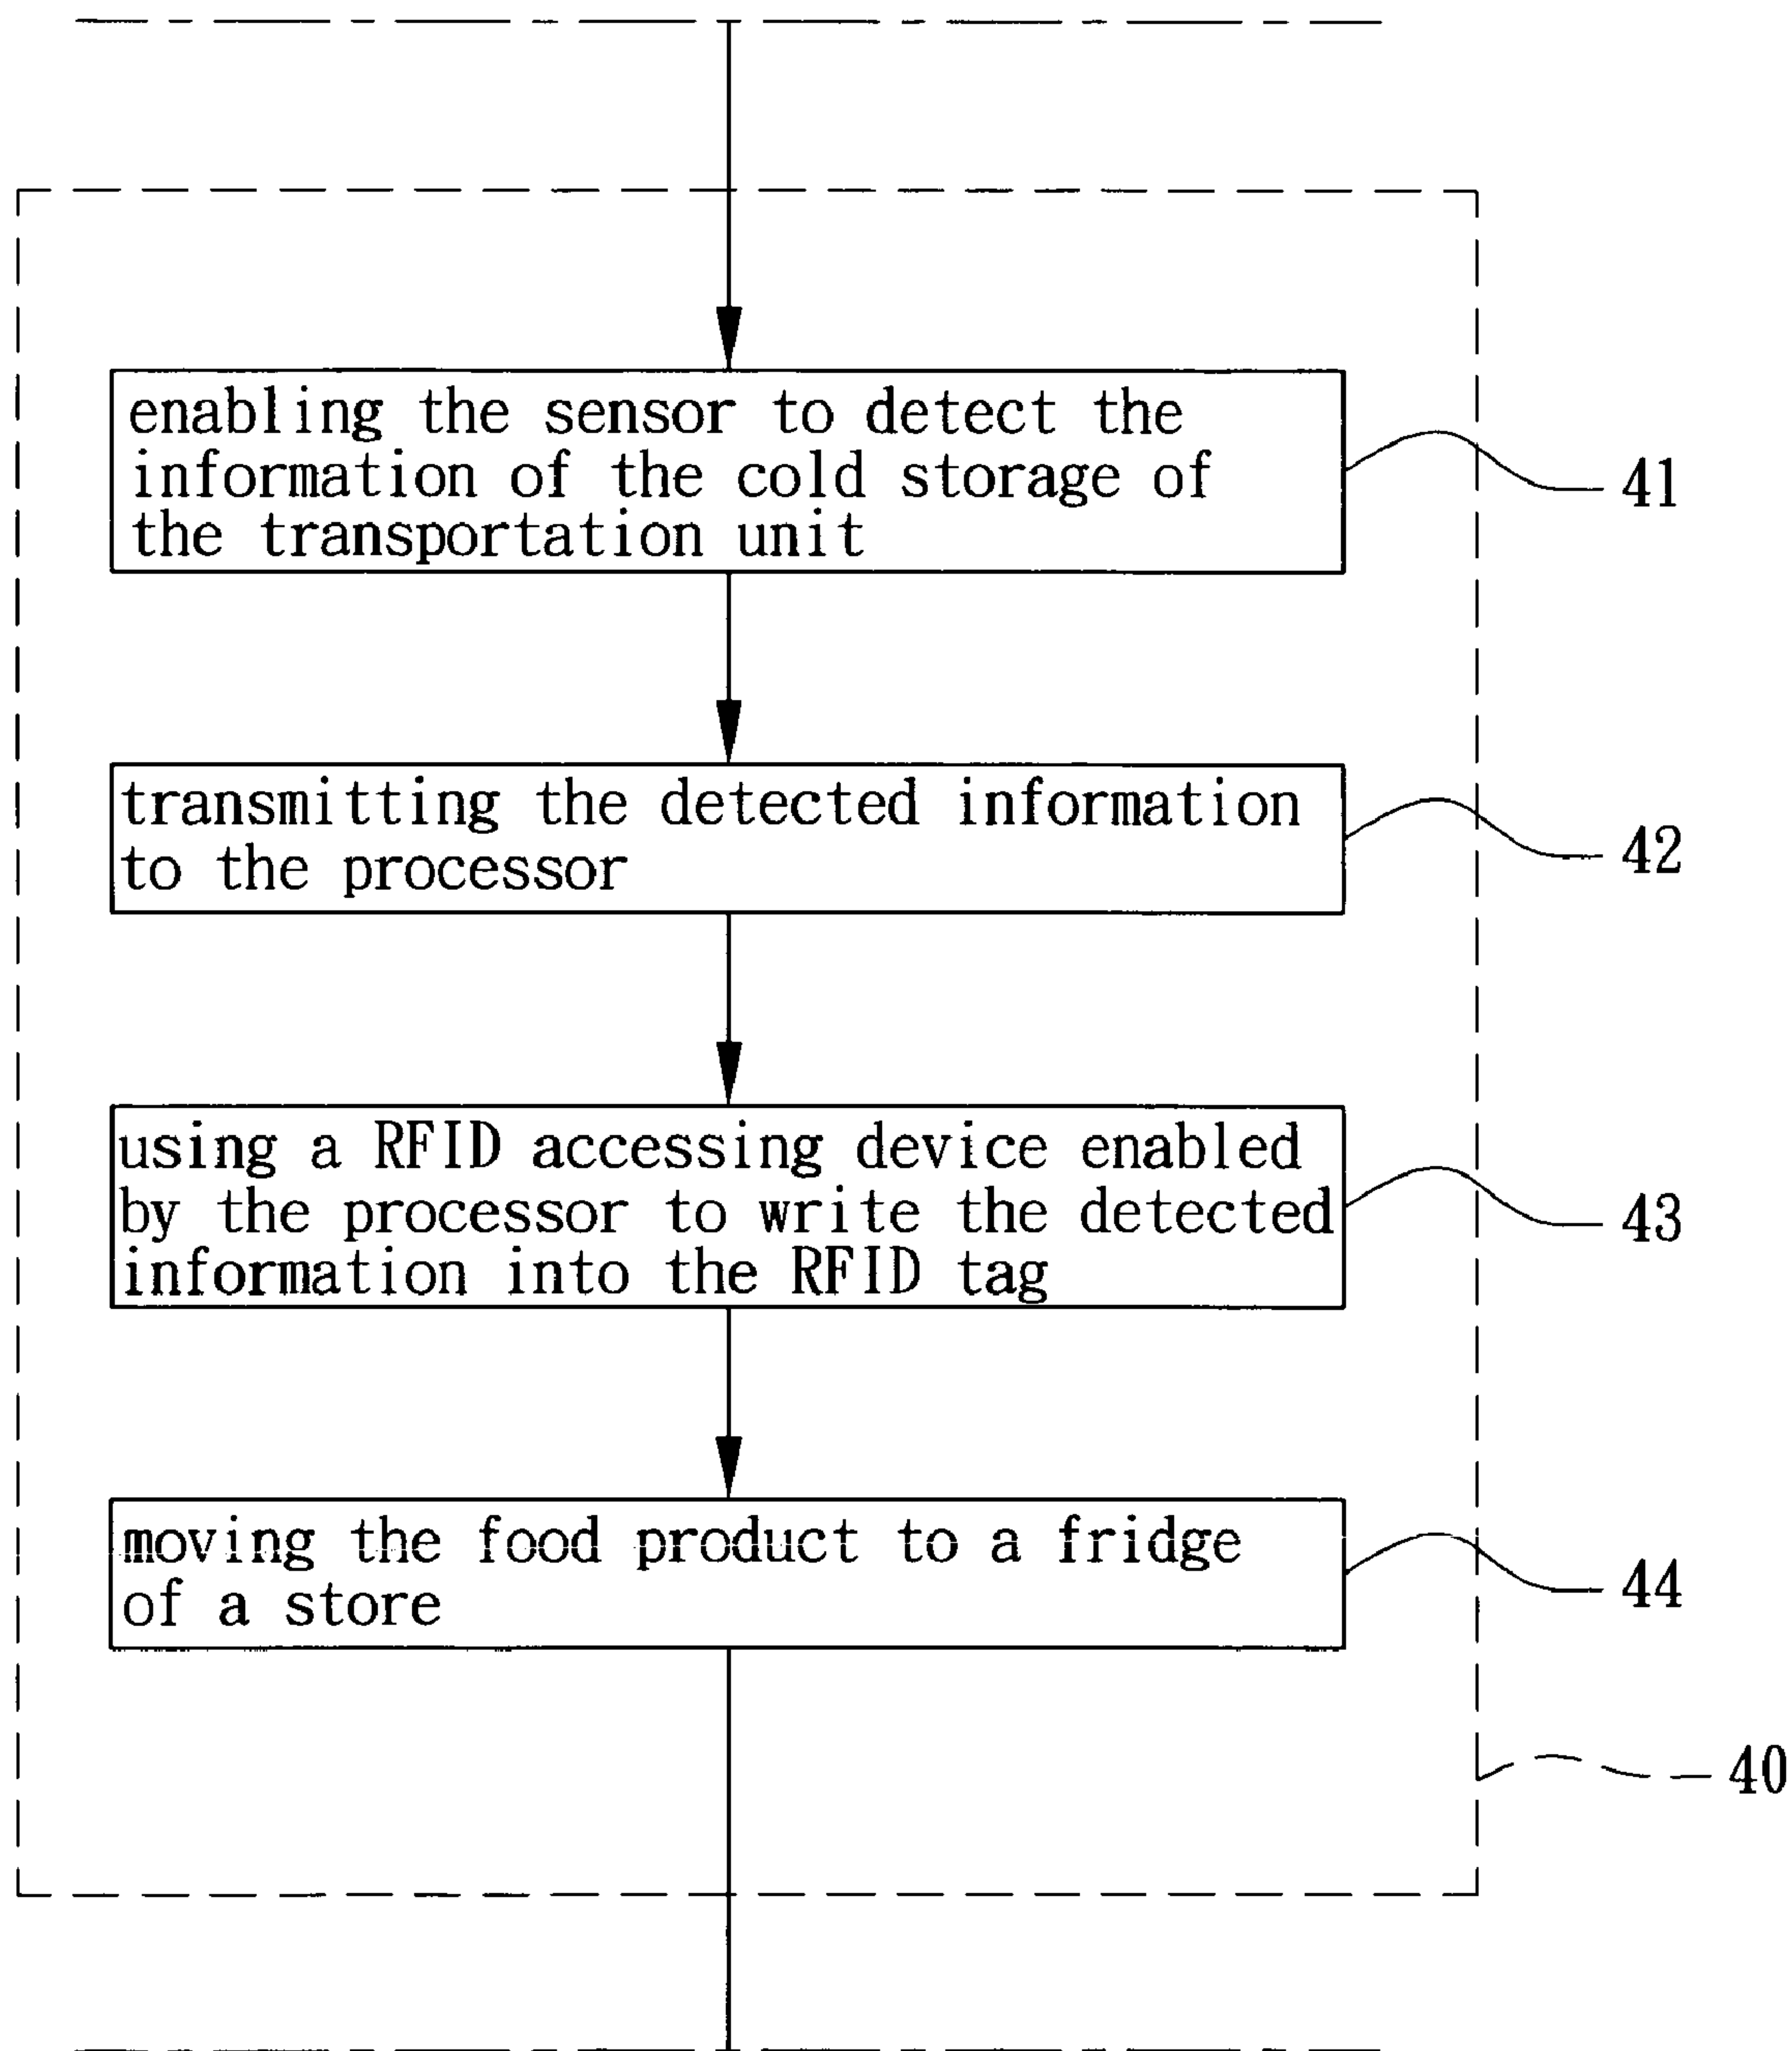 enabling the sensor to detect the
information of the cold storage of
the transportation unit
41
transmitting the detected information
to the processor
42
using a RFID accessing device enabled
by the processor to write the detected
information into the RFID tag
43
moving the food product to a fridge
of a store
44
40